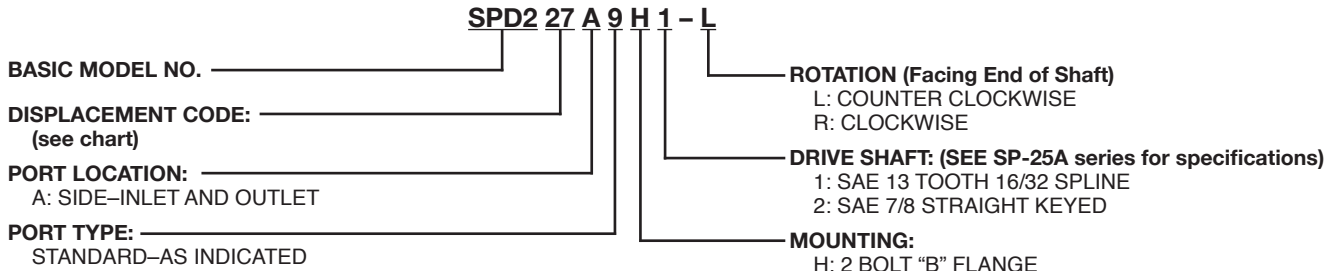 SPD2 27 A 9 H 1 – L
BASIC MODEL NO.
DISPLACEMENT CODE:
(see chart)
PORT LOCATION:
A: SIDE–INLET AND OUTLET
PORT TYPE:
STANDARD–AS INDICATED
ROTATION (Facing End of Shaft)
L: COUNTER CLOCKWISE
R: CLOCKWISE
DRIVE SHAFT: (SEE SP-25A series for specifications)
1: SAE 13 TOOTH 16/32 SPLINE
2: SAE 7/8 STRAIGHT KEYED
MOUNTING:
H: 2 BOLT “B” FLANGE